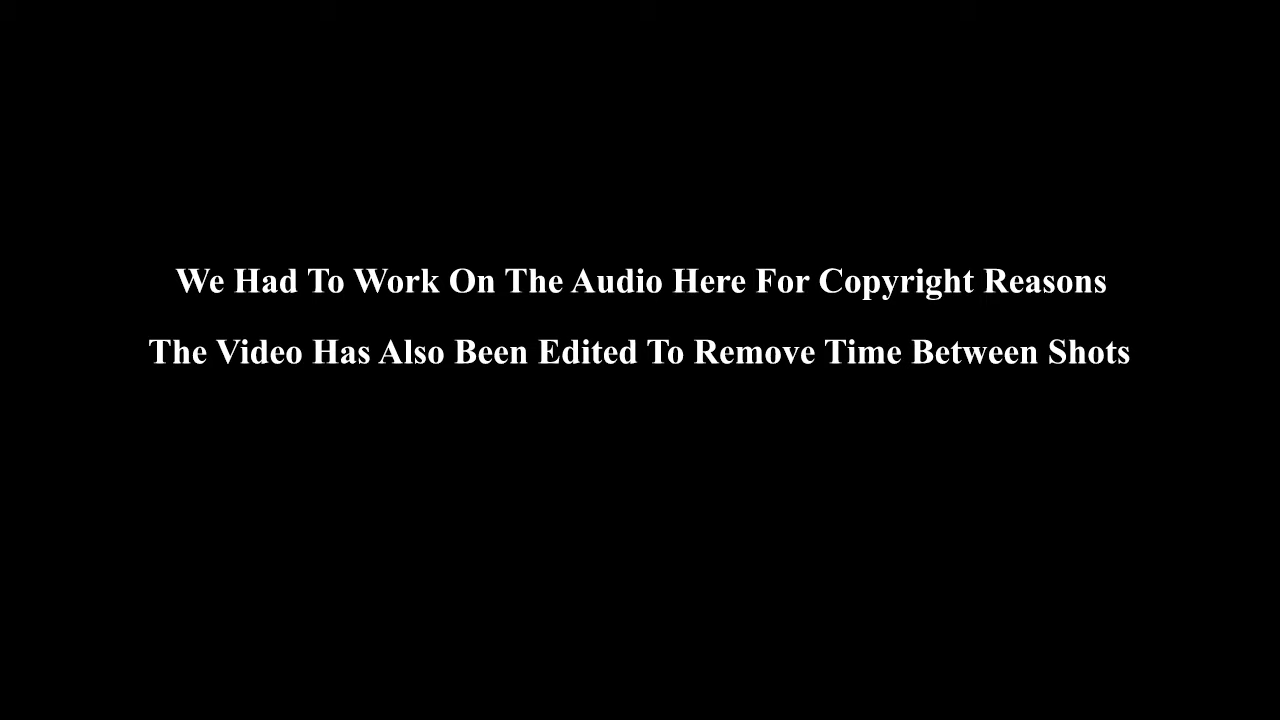 We Had To Work On The Audio Here For Copyright Reasons
The Video Has Also Been Edited To Remove Time Between Shots